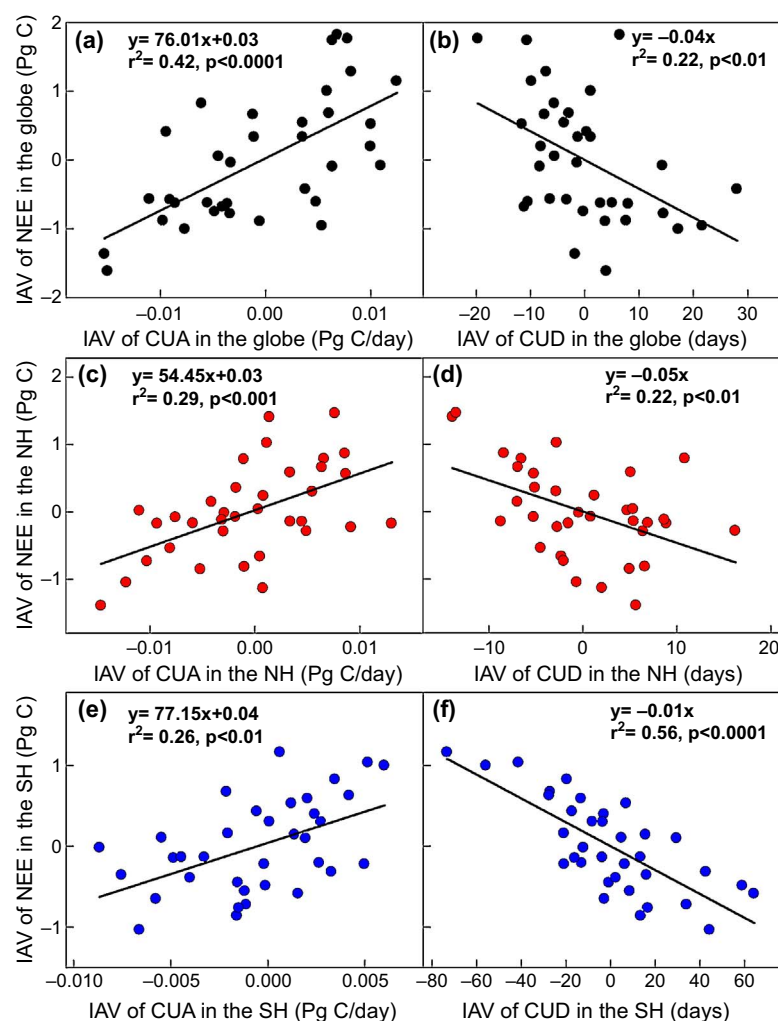 (a)
y= 76.01x+0.03
r²= 0.42, p<0.0001
(b)
y= –0.04x
r²= 0.22, p<0.01
IAV of NEE in the globe (Pg C)
2
1
0
–1
2
–0.01
0.00
0.01
–20
–10
0
10
20
30
IAV of CUA in the globe (Pg C/day)
IAV of CUD in the globe (days)
(c)
y= 54.45x+0.03
r²= 0.29, p<0.001
(d)
y= –0.05x
r²= 0.22, p<0.01
IAV of NEE in the NH (Pg C)
2
1
0
–1
–0.01
0.00
0.01
–10
0
10
20
IAV of CUA in the NH (Pg C/day)
IAV of CUD in the NH (days)
(e)
y= 77.15x+0.04
r²= 0.26, p<0.01
(f)
y= –0.01x
r²= 0.56, p<0.0001
IAV of NEE in the SH (Pg C)
1
0
–1
–0.010
–0.005
0.000
0.005
–80
–60
–40
–20
0
20
40
60
IAV of CUA in the SH (Pg C/day)
IAV of CUD in the SH (days)